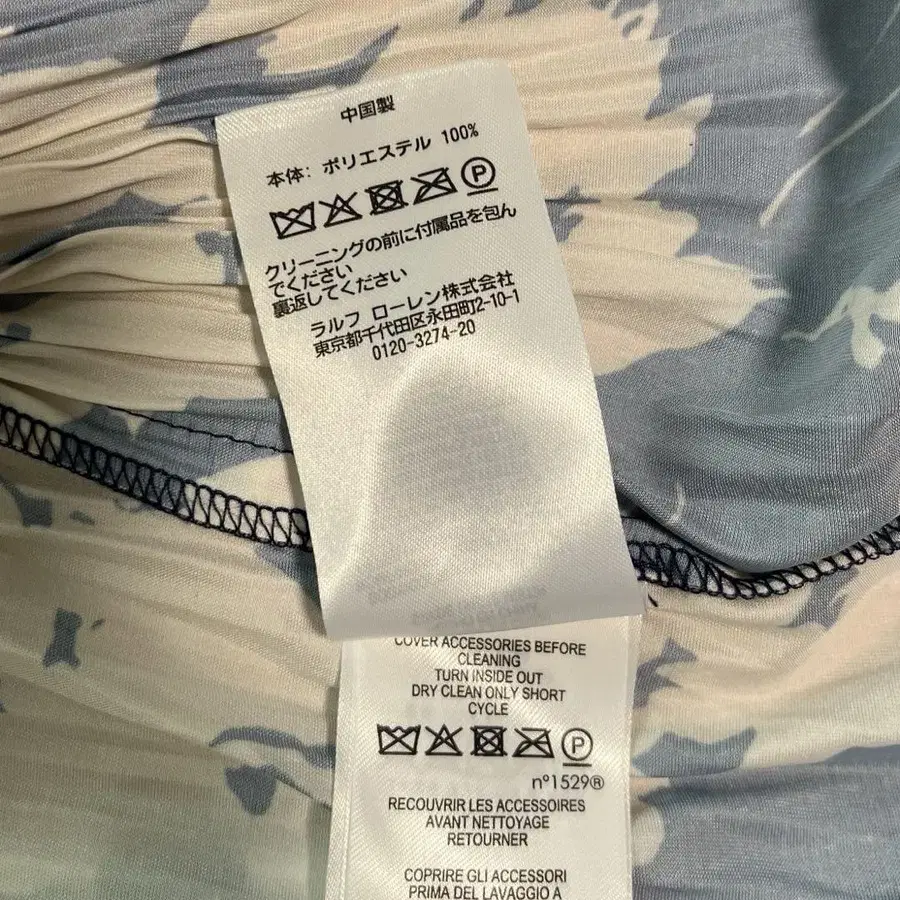 中国製
本体: ポリエステル 100%
P
クリーニングの前に付属品を包ん
でください
裏返してください
ラルフ ローレン株式会社
東京都千代田区永田町2-10-1
0120-3274-20
COVER ACCESSORIES BEFORE
CLEANING
TURN INSIDE OUT
DRY CLEAN ONLY SHORT
CYCLE
P
n°1529®
RECOUVRIR LES ACCESSOIRES
AVANT NETTOYAGE
RETOURNER
COPRIRE GLI ACCESSORI
PRIMA DEL LAVAGGIO A